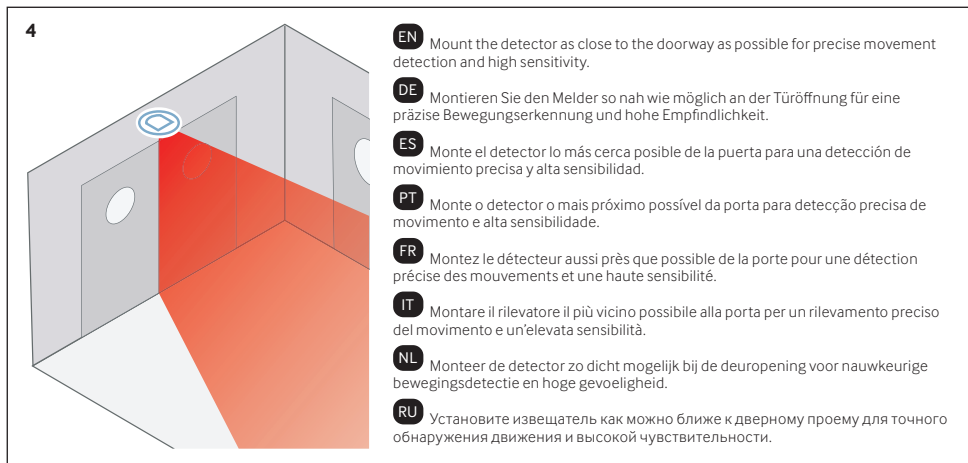 4
EN Mount the detector as close to the doorway as possible for precise movement
detection and high sensitivity.
DE Montieren Sie den Melder so nah wie möglich an der Türöffnung für eine
präzise Bewegungserkennung und hohe Empfindlichkeit.
ES Monte el detector lo más cerca posible de la puerta para una detección de
movimiento precisa y alta sensibilidad.
PT Monte o detector o mais próximo possível da porta para detecção precisa de
movimento e alta sensibilidade.
FR Montez le détecteur aussi près que possible de la porte pour une détection
précise des mouvements et une haute sensibilité.
IT Montare il rilevatore il più vicino possibile alla porta per un rilevamento preciso
del movimento e un'elevata sensibilità.
NL Monteer de detector zo dicht mogelijk bij de deuropening voor nauwkeurige
bewegingsdetectie en hoge gevoeligheid.
RU Установите извещатель как можно ближе к дверному проему для точного
обнаружения движения и высокой чувствительности.